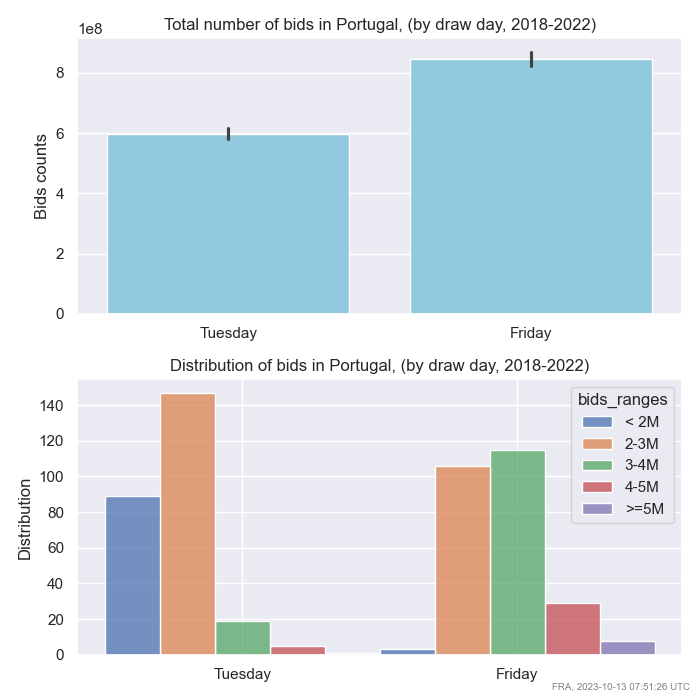 Total number of bids in Portugal, (by draw day, 2018-2022)
1e8
8
6
4
2
0
Bids counts
Tuesday Friday
Distribution of bids in Portugal, (by draw day, 2018-2022)
140
120
100
80
60
40
20
0
Distribution
bids_ranges
< 2M
2-3M
3-4M
4-5M
>=5M
Tuesday Friday
FRA, 2023-10-13 07:51:26 UTC